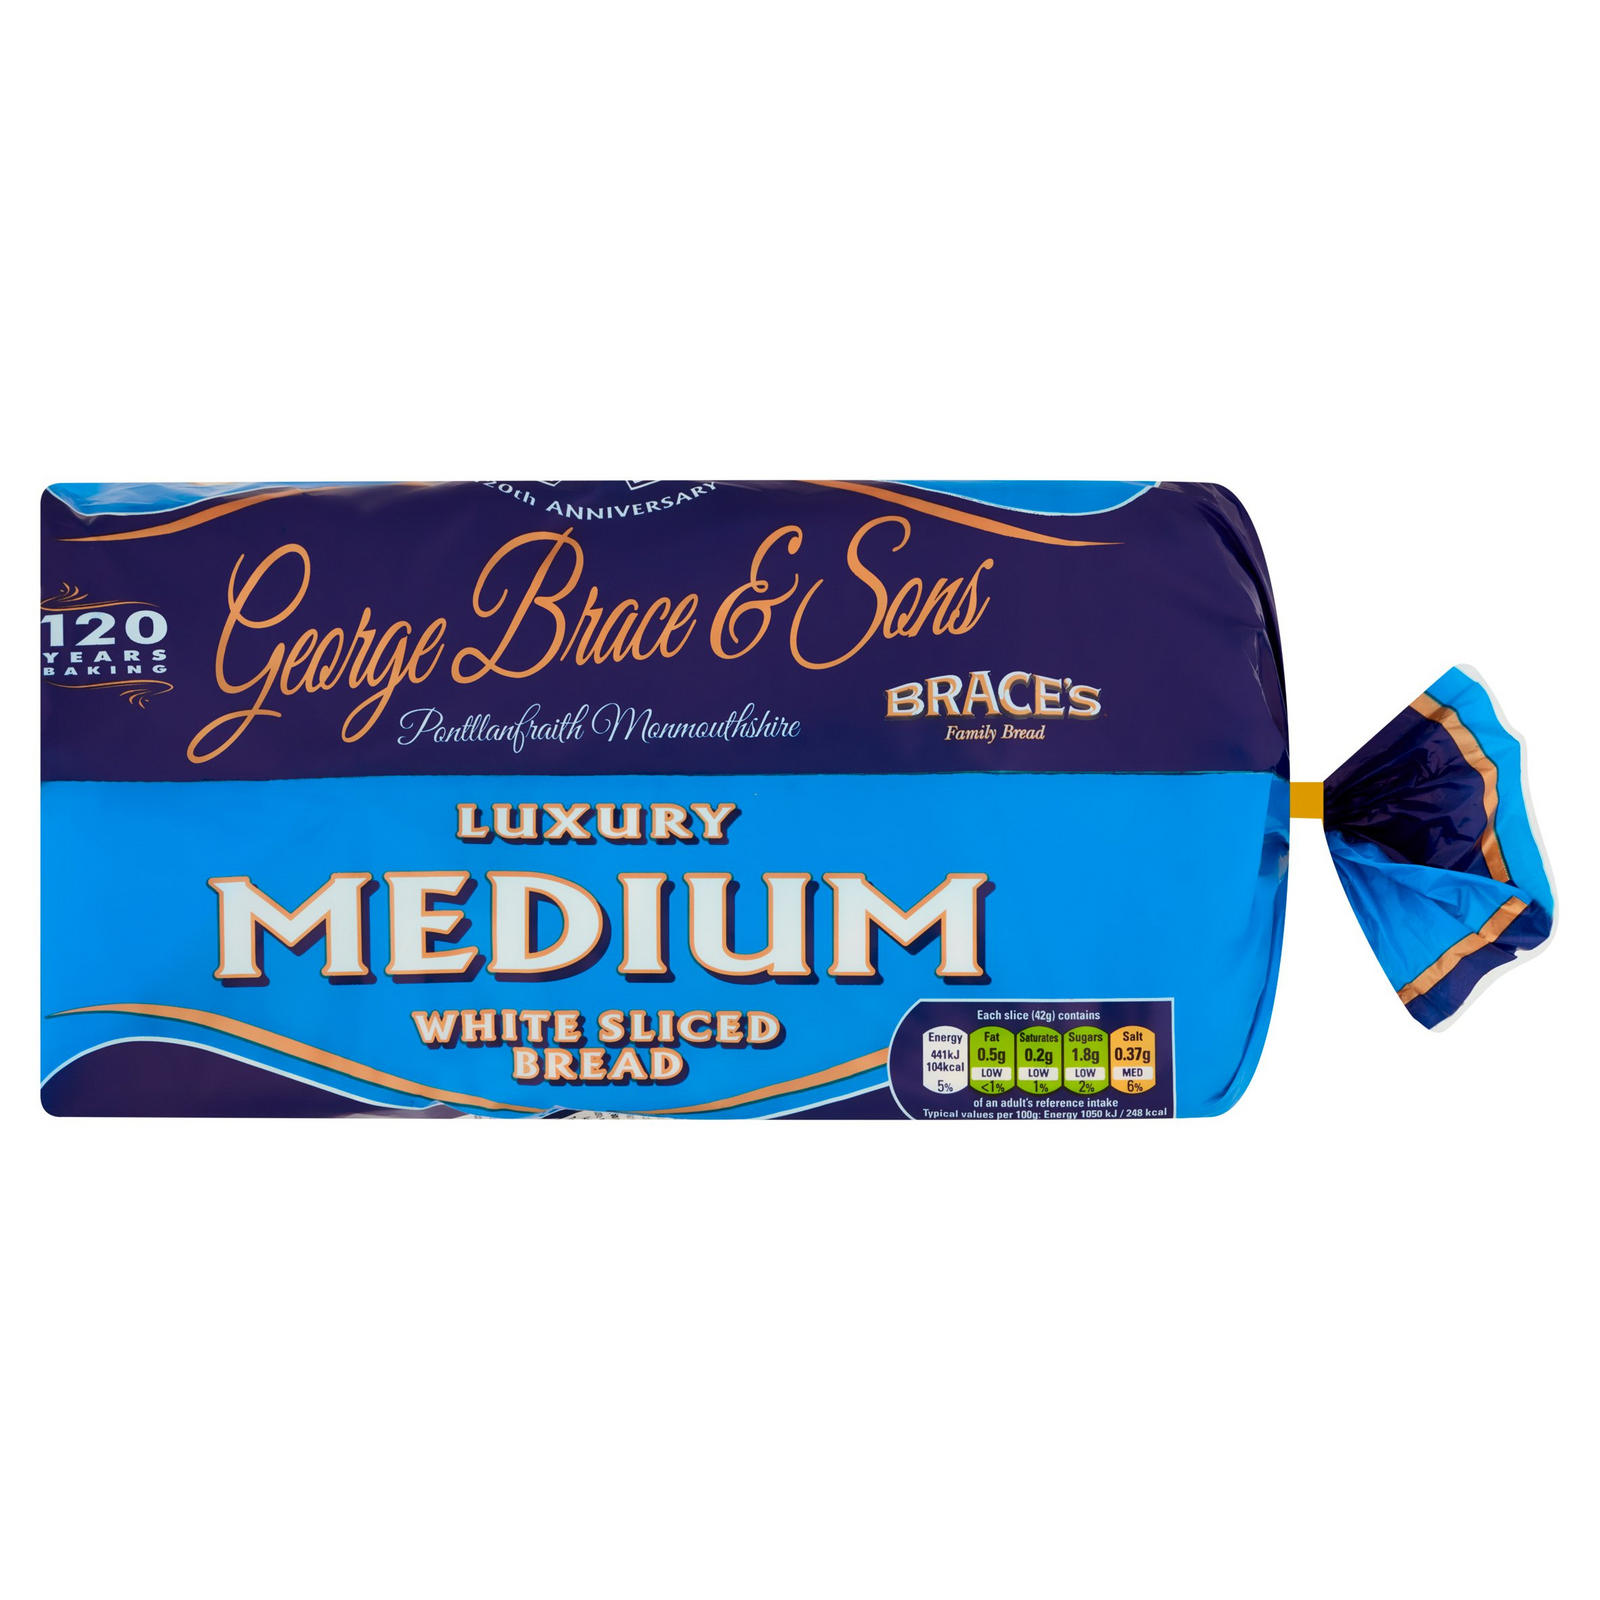 20th ANNIVERSARY
George Brace & Sons
120
YEARS
BAKING
Pontllanfraith Monmouthshire
BRACE'S
Family Bread
LUXURY
MEDIUM
WHITE SLICED
BREAD
Each slice (42g) contains
Energy Fat Saturates Sugars Salt
441kJ 0.5g 0.2g 1.8g 0.37g
104kcal LOW LOW LOW MED
5% <1% 1% 2% 6%
of an adult's reference intake
Typical values per 100g: Energy 1050 kJ / 248 kcal